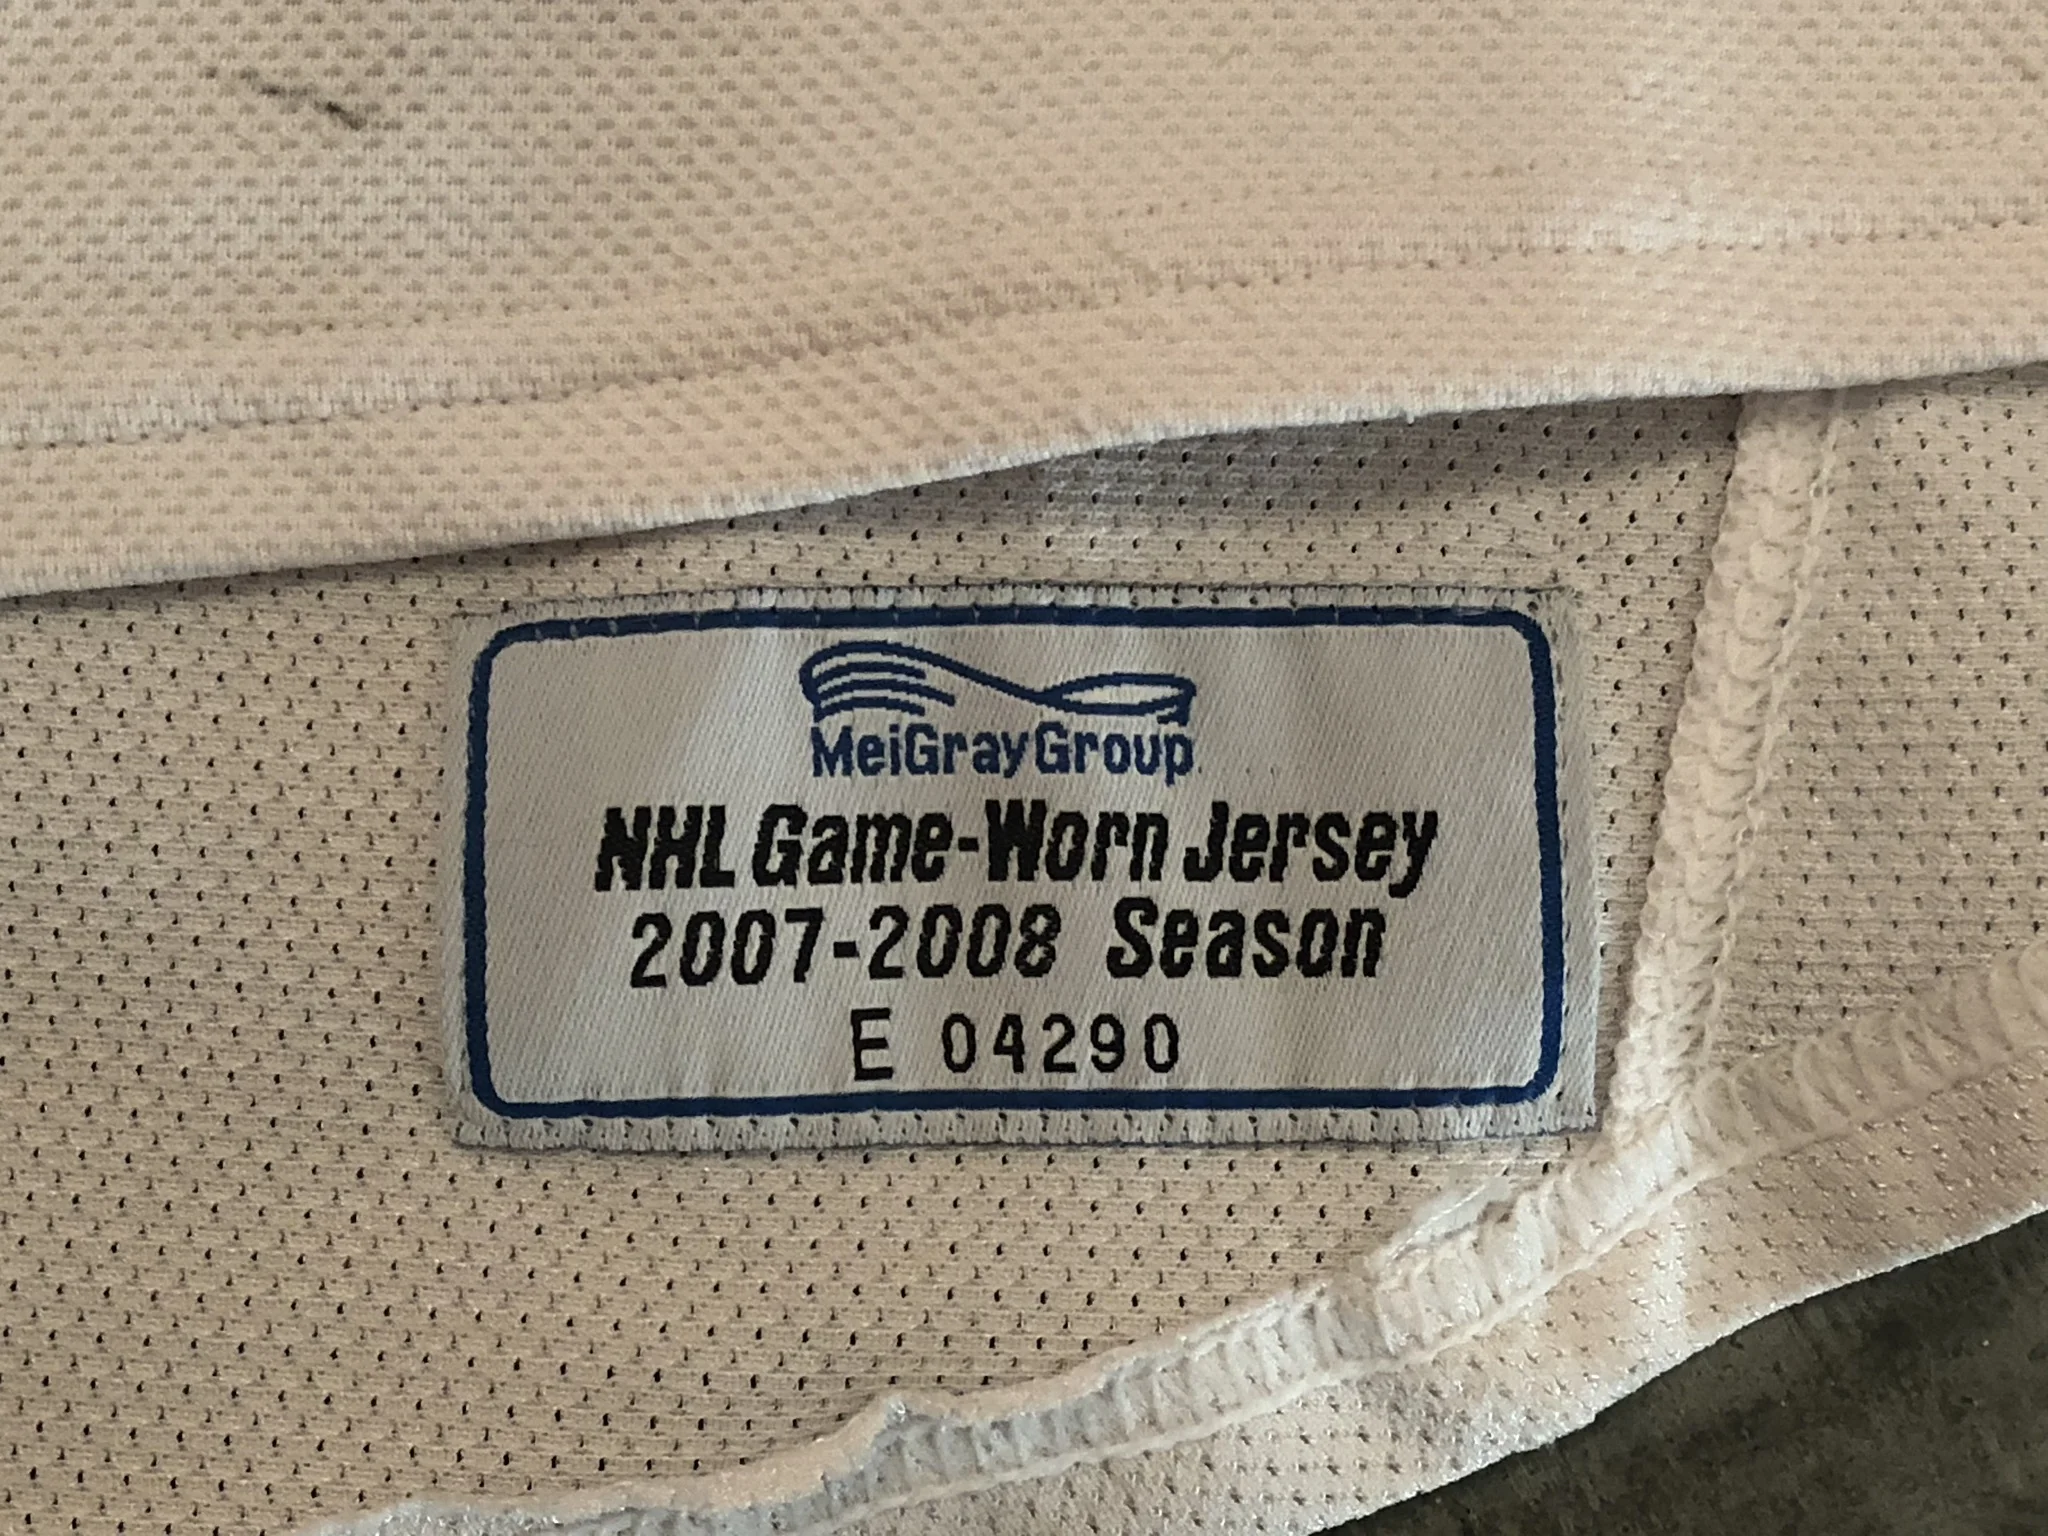 MeiGrayGroup
NHL Game-Worn Jersey
2007-2008 Season
E 04290